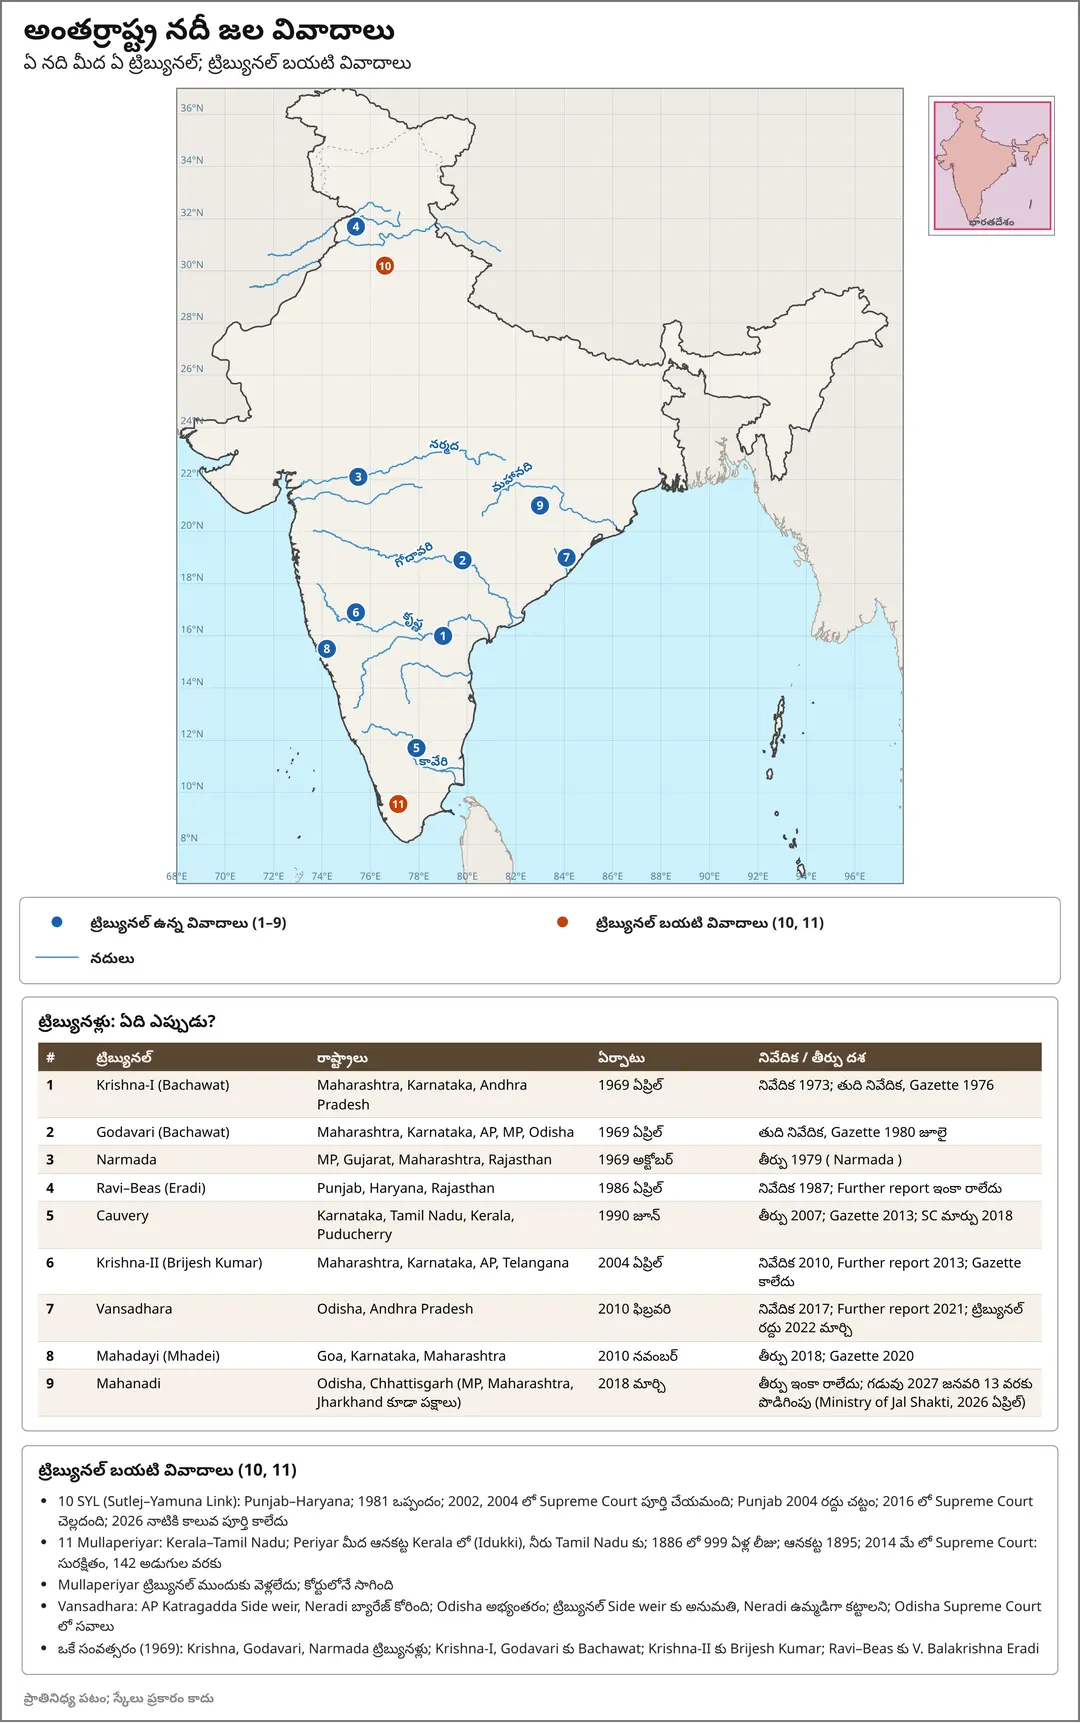 అంతర్రాష్ట్ర నదీ జల వివాదాలు
ఏ నది మీద ఏ ట్రిబ్యునల్; ట్రిబ్యునల్ బయటి వివాదాలు
36°N
34°N
32°N
30°N
28°N
26°N
24°N
22°N
20°N
18°N
16°N
14°N
12°N
10°N
8°N
68°E 70°E 72°E 74°E 76°E 78°E 80°E 82°E 84°E 86°E 88°E 90°E 92°E 94°E 96°E
భారతదేశం
4
10
నర్మద
3
మహానది
9
గోదావరి
2
7
6
కృష్ణ
1
8
5
కావేరి
11
ట్రిబ్యునల్ ఉన్న వివాదాలు (1–9)
ట్రిబ్యునల్ బయటి వివాదాలు (10, 11)
నదులు
ట్రిబ్యునళ్లు: ఏది ఎప్పుడు?
# ట్రిబ్యునల్ రాష్ట్రాలు ఏర్పాటు నివేదిక / తీర్పు దశ
1 Krishna-I (Bachawat) Maharashtra, Karnataka, Andhra 1969 ఏప్రిల్ నివేదిక 1973; తుది నివేదిక, Gazette 1976
Pradesh
2 Godavari (Bachawat) Maharashtra, Karnataka, AP, MP, Odisha 1969 ఏప్రిల్ తుది నివేదిక, Gazette 1980 జూలై
3 Narmada MP, Gujarat, Maharashtra, Rajasthan 1969 అక్టోబర్ తీర్పు 1979 ( Narmada )
4 Ravi–Beas (Eradi) Punjab, Haryana, Rajasthan 1986 ఏప్రిల్ నివేదిక 1987; Further report ఇంకా రాలేదు
5 Cauvery Karnataka, Tamil Nadu, Kerala, 1990 జూన్ తీర్పు 2007; Gazette 2013; SC మార్పు 2018
Puducherry
6 Krishna-II (Brijesh Kumar) Maharashtra, Karnataka, AP, Telangana 2004 ఏప్రిల్ నివేదిక 2010, Further report 2013; Gazette
కాలేదు
7 Vansadhara Odisha, Andhra Pradesh 2010 ఫిబ్రవరి నివేదిక 2017; Further report 2021; ట్రిబ్యునల్
రద్దు 2022 మార్చి
8 Mahadayi (Mhadei) Goa, Karnataka, Maharashtra 2010 నవంబర్ తీర్పు 2018; Gazette 2020
9 Mahanadi Odisha, Chhattisgarh (MP, Maharashtra, 2018 మార్చి తీర్పు ఇంకా రాలేదు; గడువు 2027 జనవరి 13 వరకు
Jharkhand కూడా పక్షాలు) పొడిగింపు (Ministry of Jal Shakti, 2026 ఏప్రిల్)
ట్రిబ్యునల్ బయటి వివాదాలు (10, 11)
• 10 SYL (Sutlej–Yamuna Link): Punjab–Haryana; 1981 ఒప్పందం; 2002, 2004 లో Supreme Court పూర్తి చేయమంది; Punjab 2004 రద్దు చట్టం; 2016 లో Supreme Court
చెల్లదంది; 2026 నాటికి కాలువ పూర్తి కాలేదు
• 11 Mullaperiyar: Kerala–Tamil Nadu; Periyar మీద ఆనకట్ట Kerala లో (Idukki), నీరు Tamil Nadu కు; 1886 లో 999 ఏళ్ల లీజు; ఆనకట్ట 1895; 2014 మే లో Supreme Court:
సురక్షితం, 142 అడుగుల వరకు
• Mullaperiyar ట్రిబ్యునల్ ముందుకు వెళ్లలేదు; కోర్టులోనే సాగింది
• Vansadhara: AP Katragadda Side weir, Neradi బ్యారేజ్ కోరింది; Odisha అభ్యంతరం; ట్రిబ్యునల్ Side weir కు అనుమతి, Neradi ఉమ్మడిగా కట్టాలని; Odisha Supreme Court
లో సవాలు
• ఒకే సంవత్సరం (1969): Krishna, Godavari, Narmada ట్రిబ్యునళ్లు; Krishna-I, Godavari కు Bachawat; Krishna-II కు Brijesh Kumar; Ravi–Beas కు V. Balakrishna Eradi
ప్రాతినిధ్య పటం; స్కేలు ప్రకారం కాదు